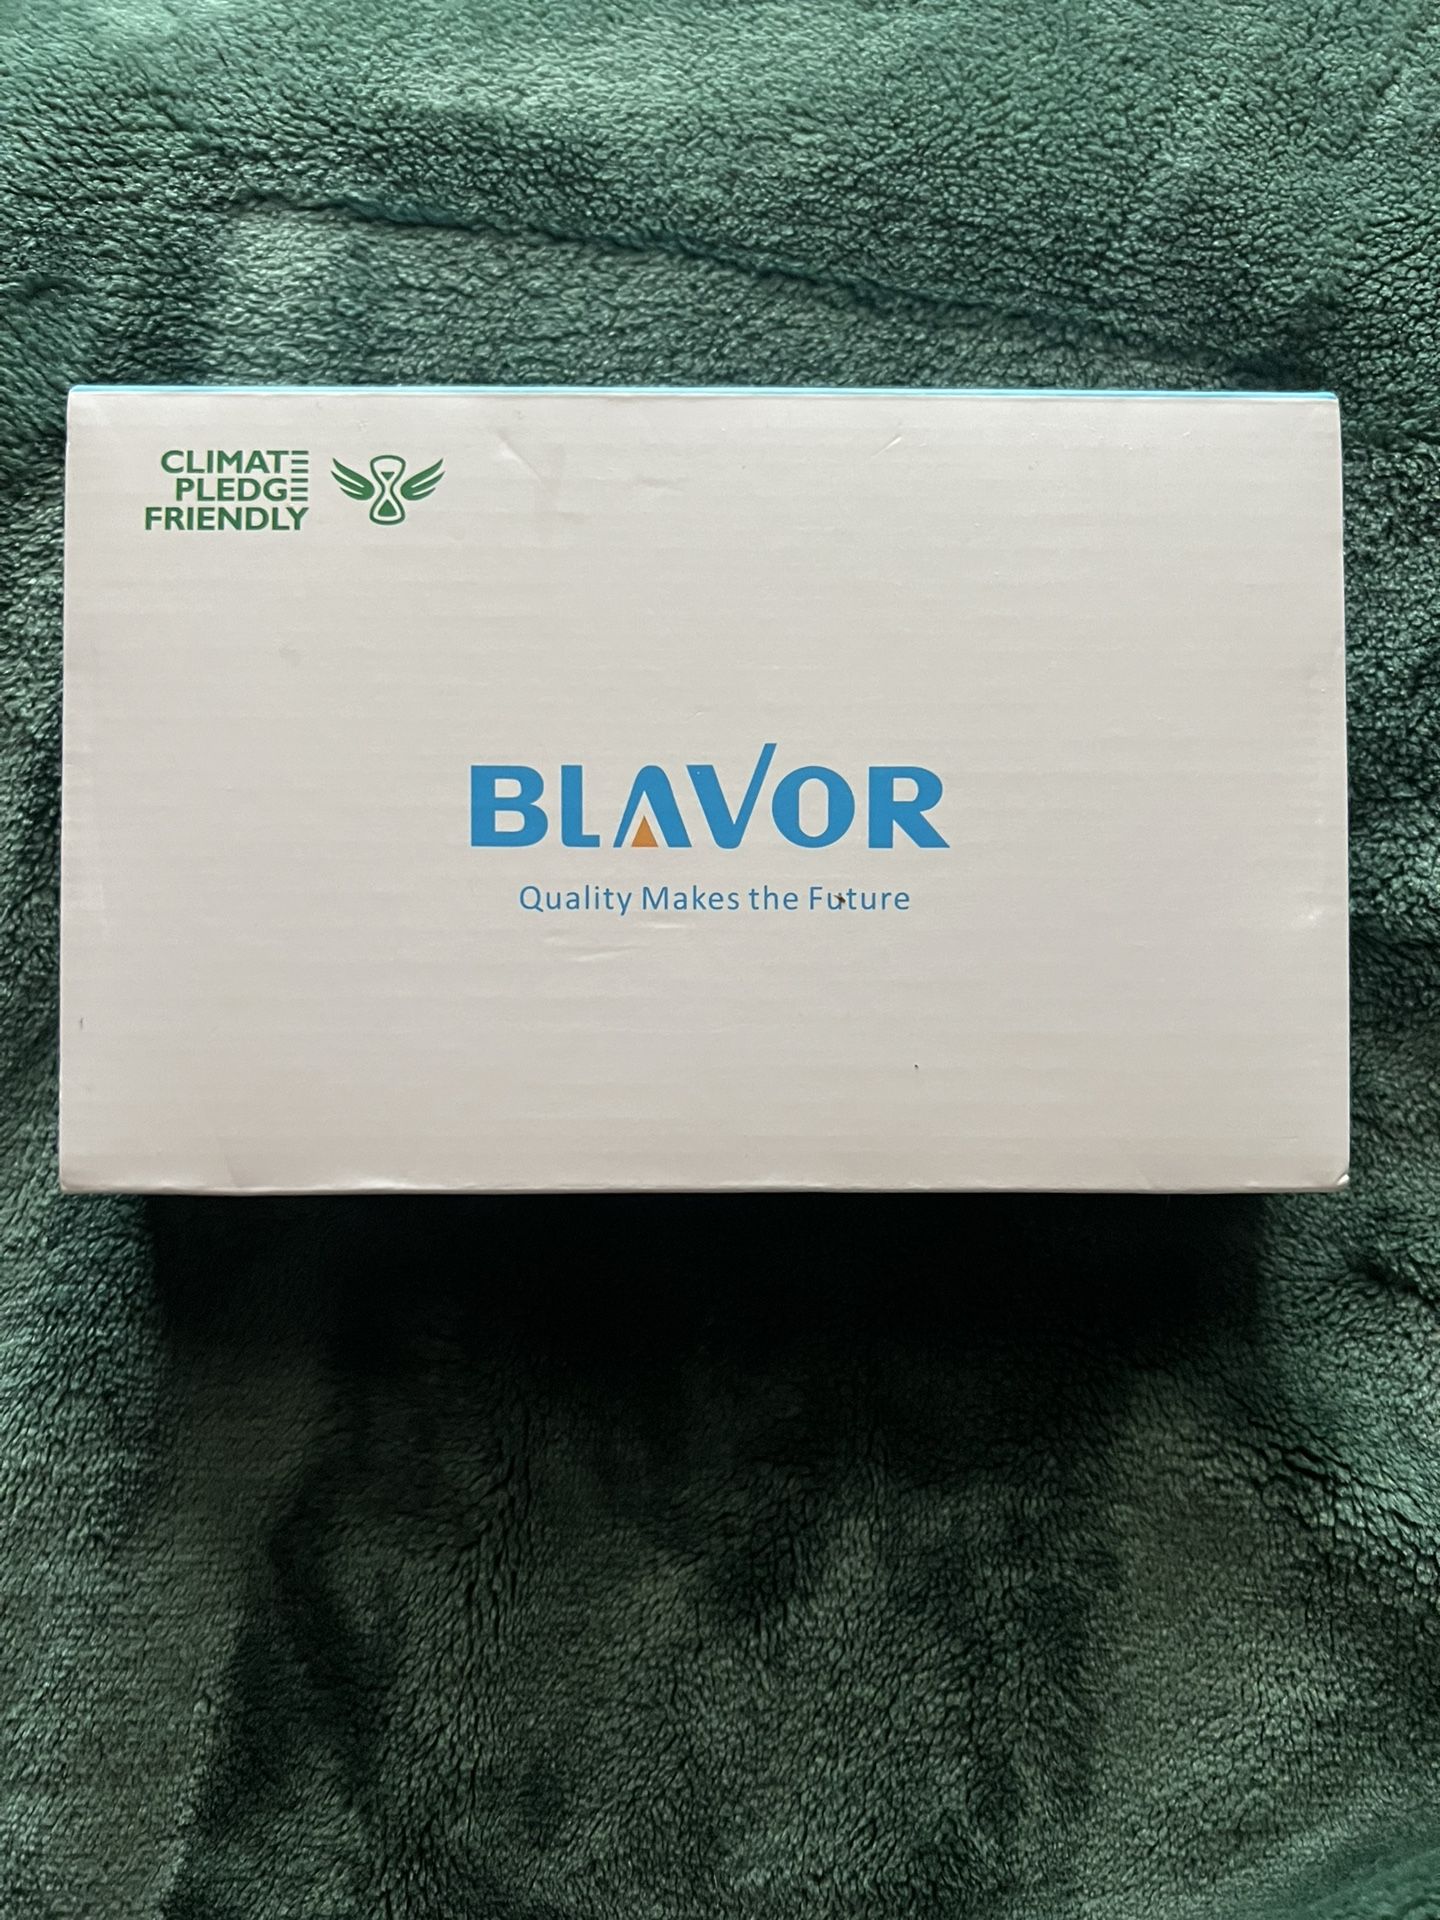 CLIMATE
PLEDGE
FRIENDLY
BLAVOR
Quality Makes the Future